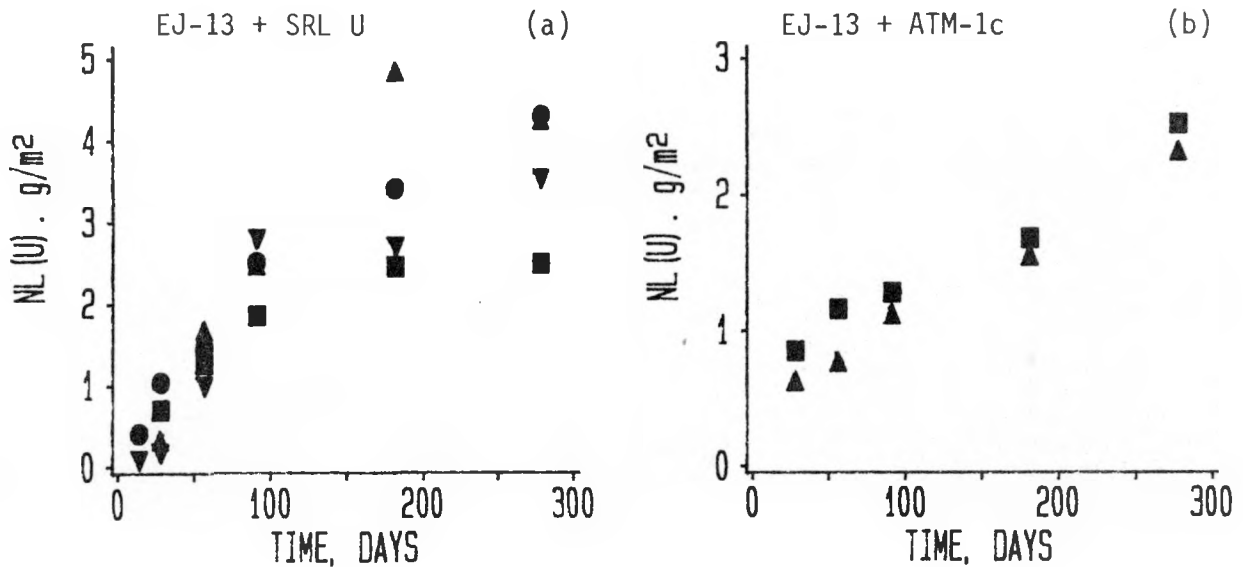 EJ-13 + SRL U (a)
5
4
3
2
1
0
NL(U) . g/m²
0 100 200 300
TIME, DAYS
EJ-13 + ATM-1c (b)
3
2
1
0
NL(U) . g/m²
0 100 200 300
TIME, DAYS